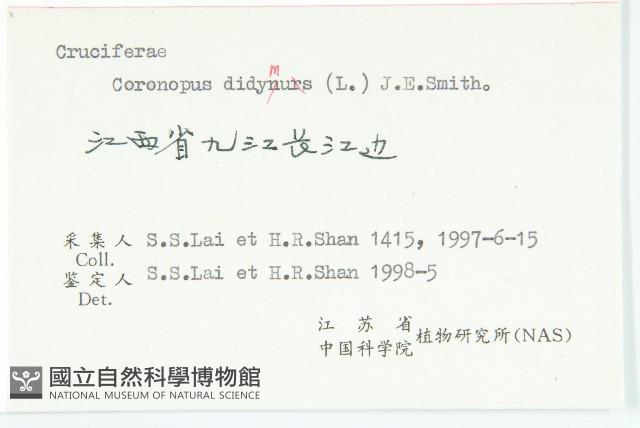 Cruciferae
Coronopus didynurs (L.) J.E.Smith.
m
江西省九江長江边
采集人 S.S.Lai et H.R.Shan 1415, 1997-6-15
Coll.
鉴定人 S.S.Lai et H.R.Shan 1998-5
Det.
江苏省
中国科学院 植物研究所(NAS)
國立自然科學博物館
NATIONAL MUSEUM OF NATURAL SCIENCE